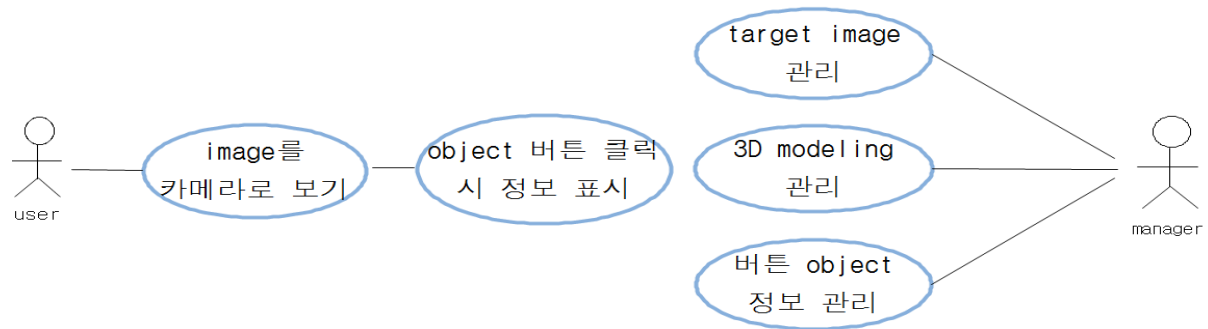 user
image를
카메라로 보기
object 버튼 클릭
시 정보 표시
target image
관리
3D modeling
관리
버튼 object
정보 관리
manager